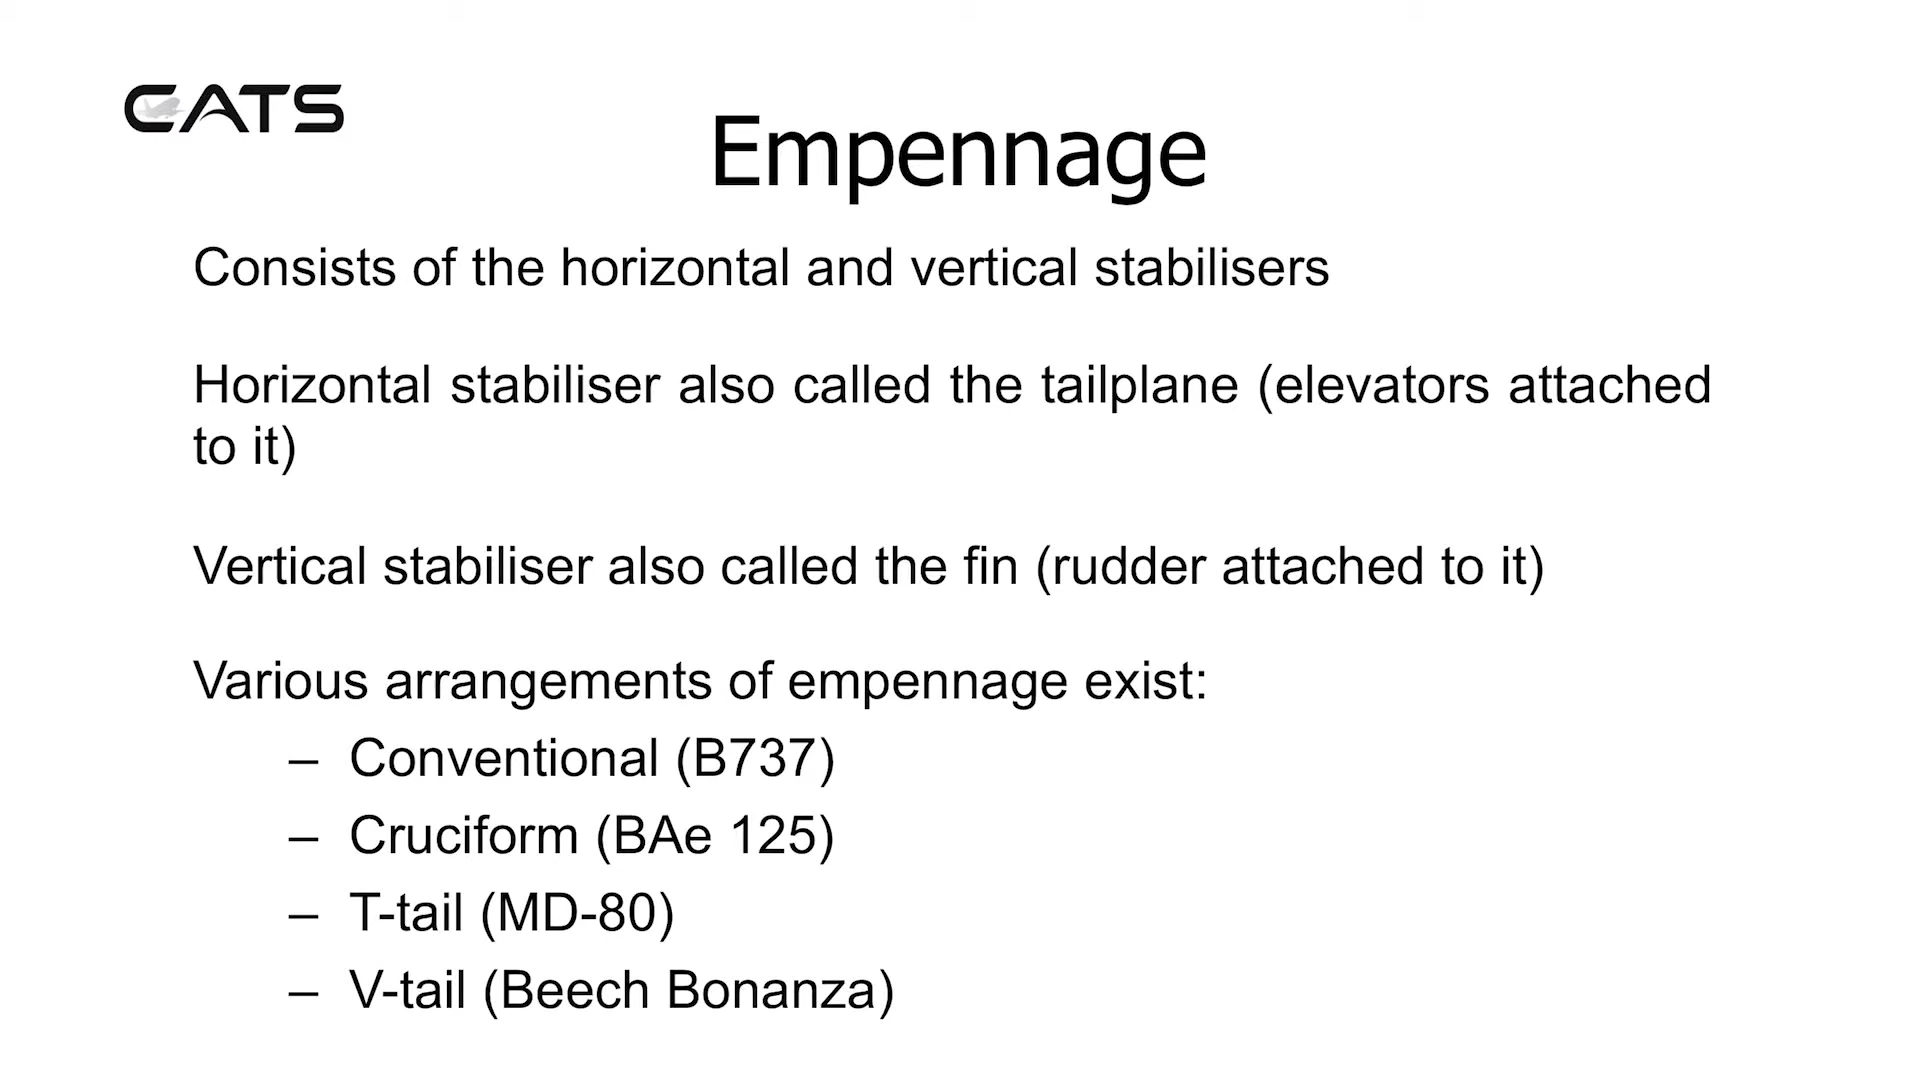 CATS
Empennage
Consists of the horizontal and vertical stabilisers
Horizontal stabiliser also called the tailplane (elevators attached
to it)
Vertical stabiliser also called the fin (rudder attached to it)
Various arrangements of empennage exist:
– Conventional (B737)
– Cruciform (BAe 125)
– T-tail (MD-80)
– V-tail (Beech Bonanza)